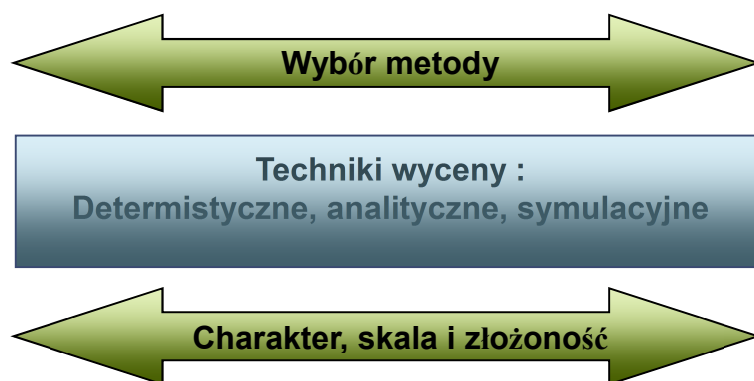 Wybór metody
Techniki wyceny :
Determistyczne, analityczne, symulacyjne
Charakter, skala i złożoność